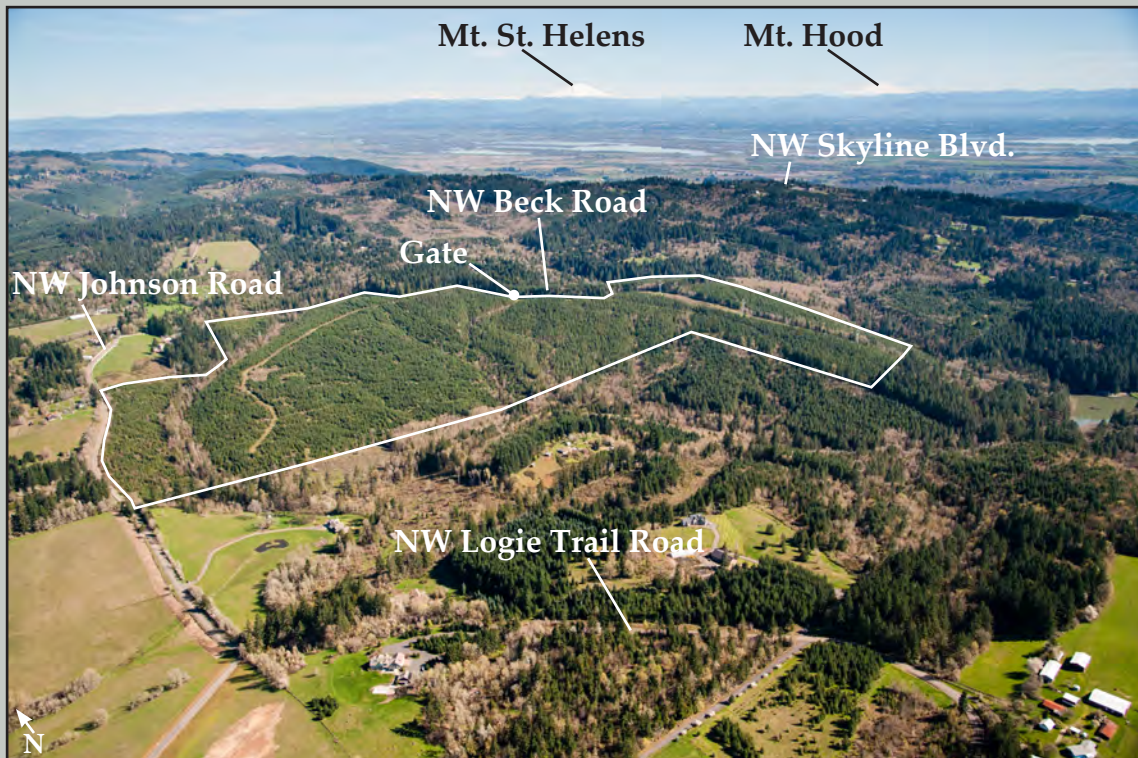 Mt. St. Helens
Mt. Hood
NW Skyline Blvd.
NW Beck Road
Gate
NW Johnson Road
NW Logie Trail Road
N